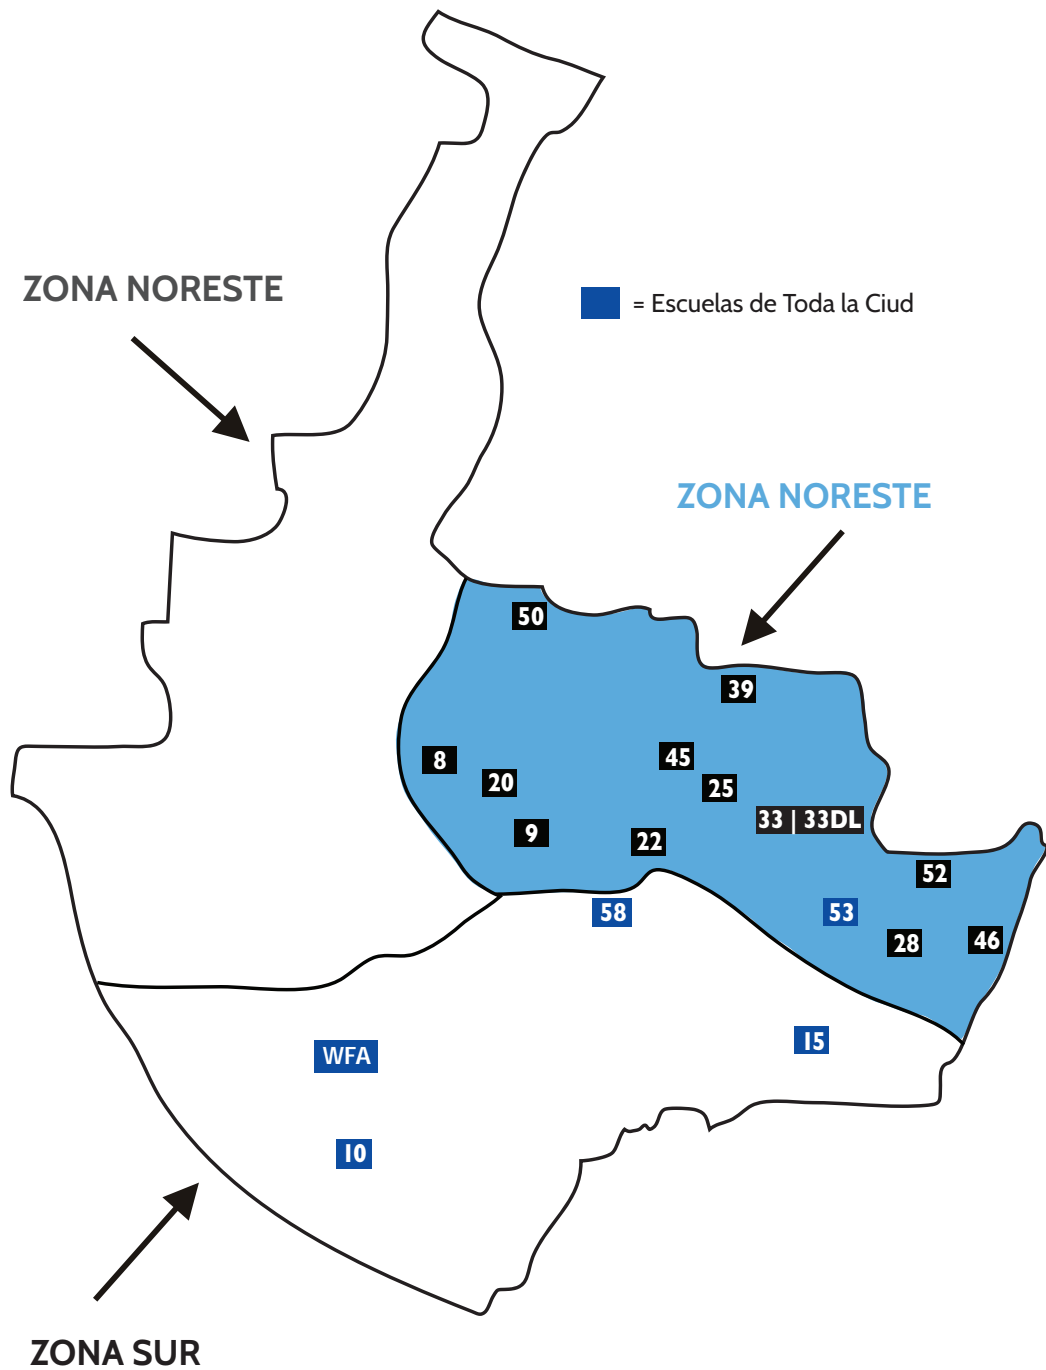 ZONA NORESTE
= Escuelas de Toda la Ciud
ZONA NORESTE
50
39
8
45
20
25
33 | 33DL
9
22
52
58
53
28
46
15
WFA
10
ZONA SUR